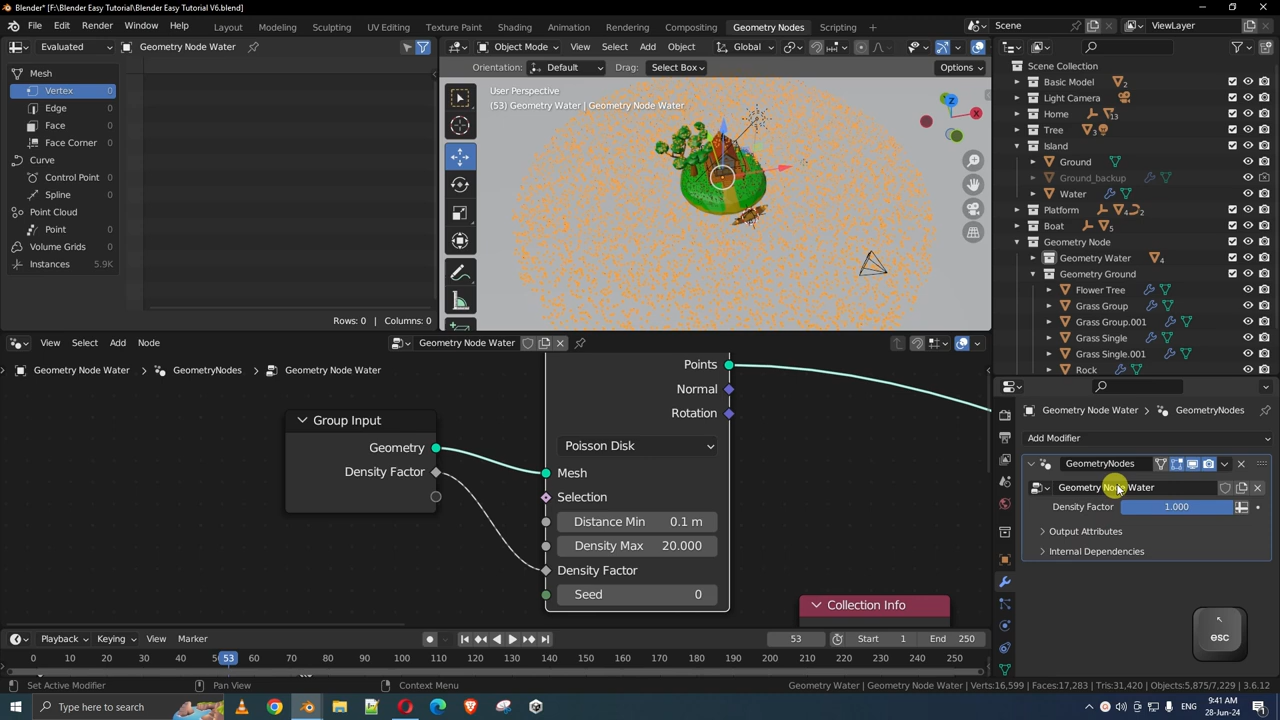 Blender* [F:\Blender Easy Tutorial\Blender Easy Tutorial V6.blend]
File Edit Render Window Help Layout Modeling Sculpting UV Editing Texture Paint Shading Animation Rendering Compositing Geometry Nodes Scripting Scene ViewLayer
Evaluated Geometry Node Water Object Mode View Select Add Object Global
Orientation: Default Drag: Select Box Options
Mesh
Vertex 0
Edge 0
Face 0
Face Corner 0
Curve
Control Point 0
Spline 0
Point Cloud
Point 0
Volume Grids 0
Instances 5.9K
Rows: 0 | Columns: 0
User Perspective
(53) Geometry Water | Geometry Node Water
Z
X
Scene Collection
Basic Model 2
Light Camera
Home 13
Tree 3
Island
Ground
Ground_backup
Water
Platform 4 2
Boat 5
Geometry Node
Geometry Water 4
Geometry Ground
Flower Tree
Grass Group
Grass Group.001
Grass Single
Grass Single.001
Rock
View Select Add Node Geometry Node Water
Geometry Node Water > GeometryNodes > Geometry Node Water
Group Input
Geometry
Density Factor
Points
Normal
Rotation
Poisson Disk
Mesh
Selection
Distance Min 0.1 m
Density Max 20.000
Density Factor
Seed 0
Collection Info
Geometry Node Water > GeometryNodes
Add Modifier
GeometryNodes
Geometry Node Water
Density Factor 1.000
Output Attributes
Internal Dependencies
esc
Playback Keying View Marker 53 Start 1 End 250
0 10 20 30 40 50 53 60 70 80 90 100 110 120 130 140 150 160 170 180 190 200 210 220 230 240 250
Set Active Modifier Pan View Context Menu Geometry Water | Geometry Node Water | Verts:16,599 | Faces:17,283 | Tris:31,420 | Objects:5,875/7,229 | 3.6.12
Type here to search ENG 9:41 AM
28-Jun-24